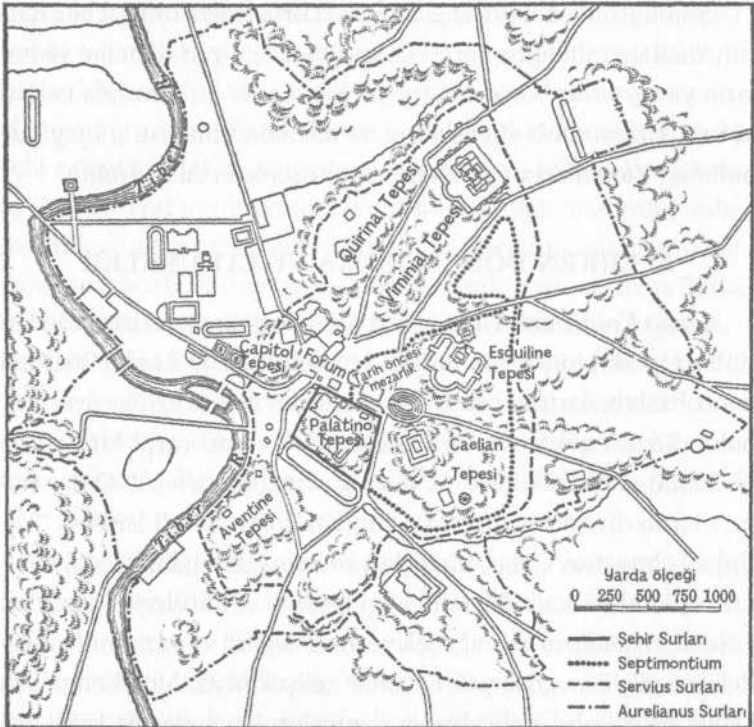 Quirinal Tepesi
Viminal Tepesi
Capitol
Tepesi
Forum
Tarih öncesi
mezarlık
Esquiline
Tepesi
Palatino
Tepesi
Caelian
Tepesi
Aventine
Tepesi
Yarda ölçeği
0 250 500 750 1000
Şehir Surları
Septimontium
Servius Surları
Aurelianus Surları